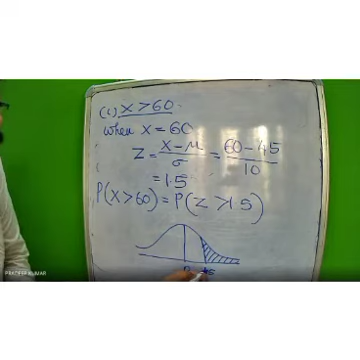 (i) X > 60.
when X = 60
Z = X - μ / σ = 60 - 45 / 10
= 1.5
P(X > 60) = P(Z > 1.5)